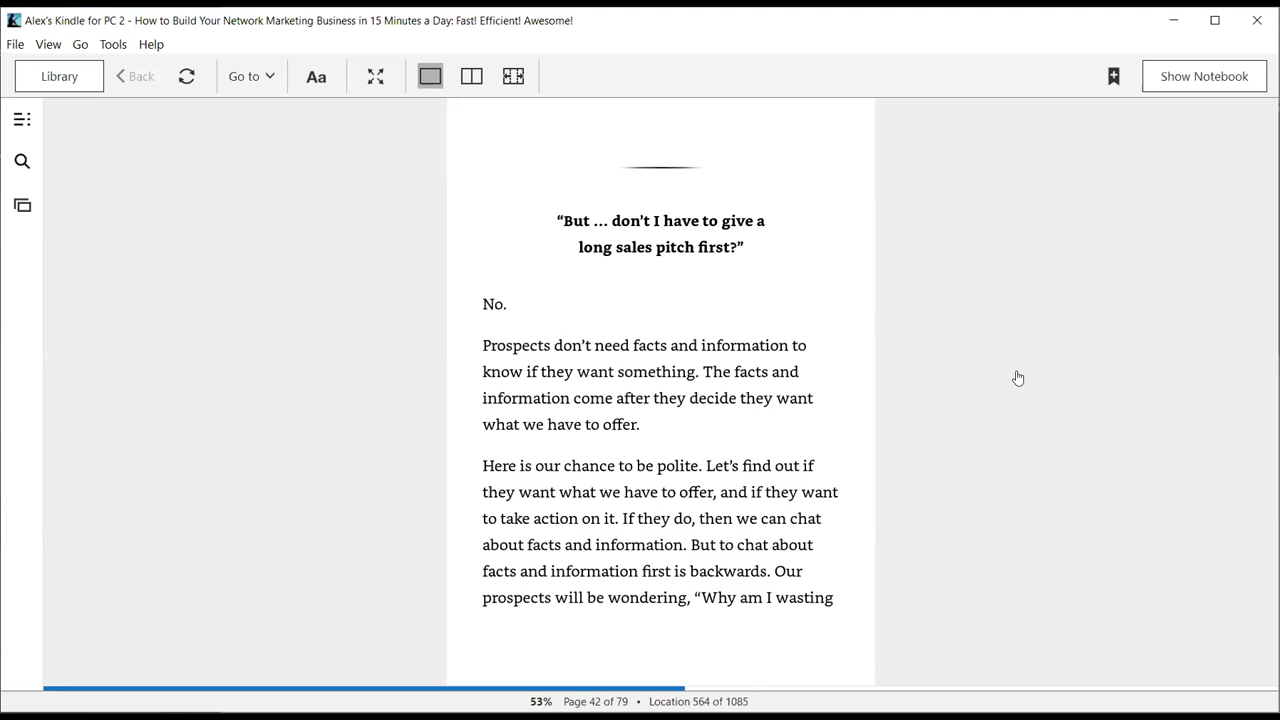 Alex's Kindle for PC 2 - How to Build Your Network Marketing Business in 15 Minutes a Day: Fast! Efficient! Awesome!
File View Go Tools Help
Library Back Go to Aa Show Notebook
“But … don’t I have to give a
long sales pitch first?”
No.
Prospects don’t need facts and information to
know if they want something. The facts and
information come after they decide they want
what we have to offer.
Here is our chance to be polite. Let’s find out if
they want what we have to offer, and if they want
to take action on it. If they do, then we can chat
about facts and information. But to chat about
facts and information first is backwards. Our
prospects will be wondering, “Why am I wasting
53% Page 42 of 79 • Location 564 of 1085